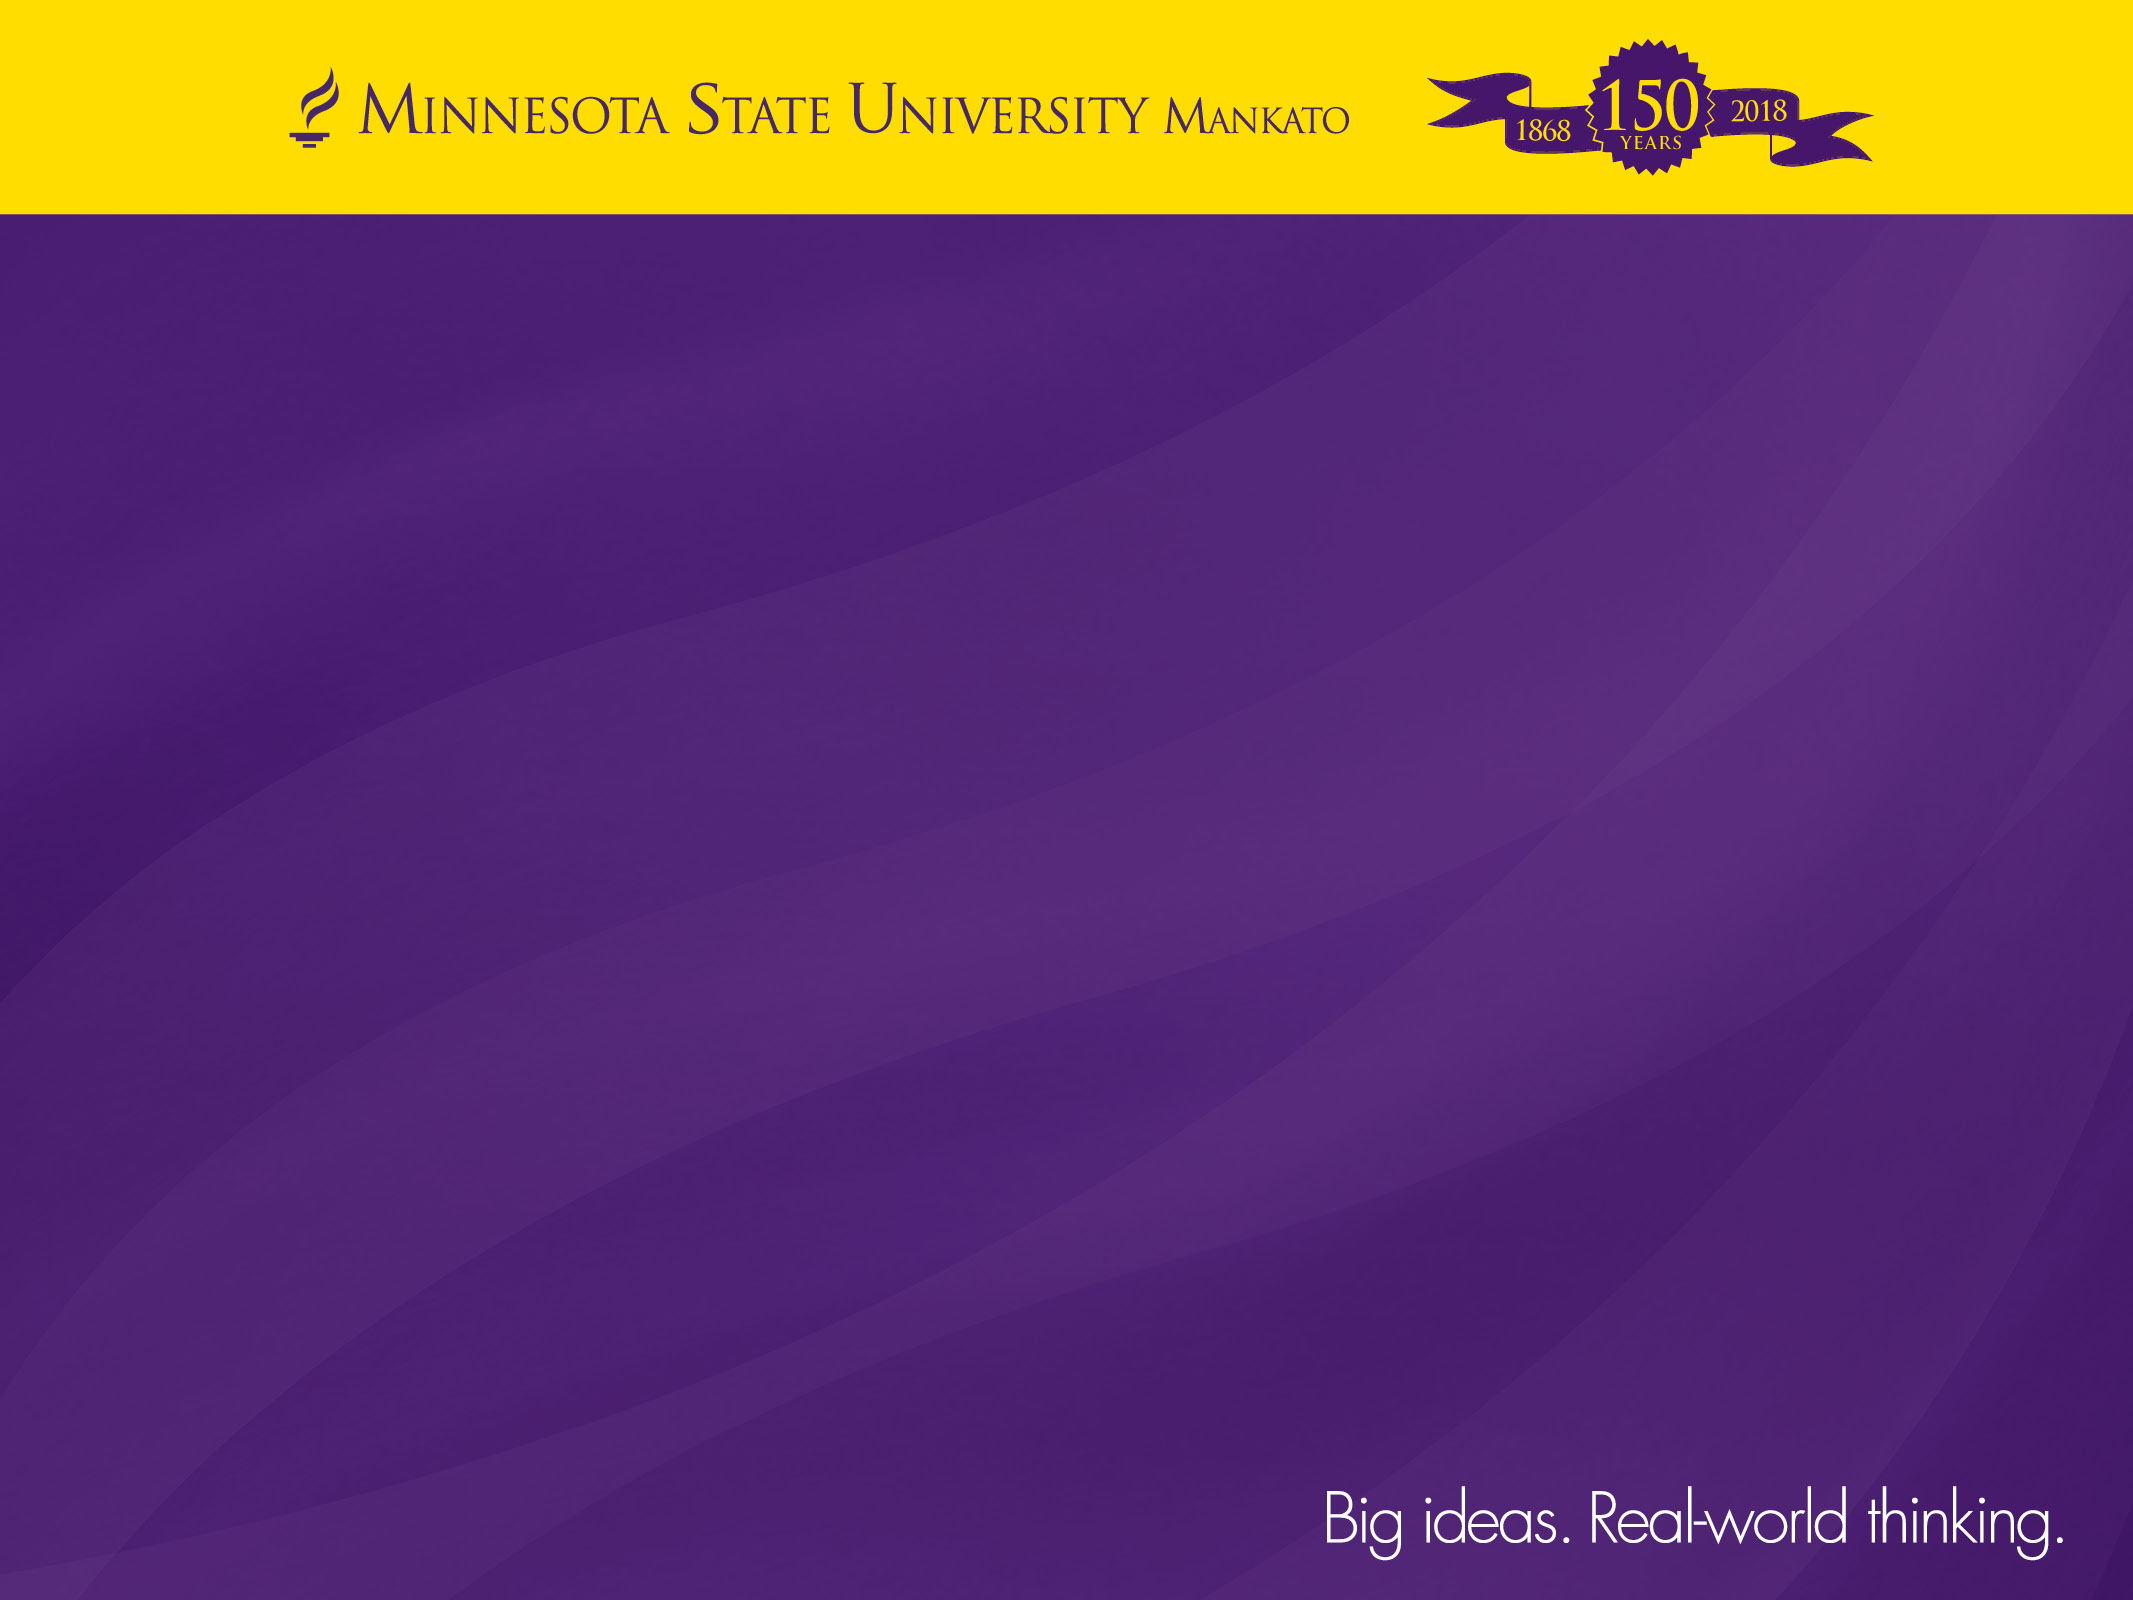 MINNESOTA STATE UNIVERSITY MANKATO
1868 150 YEARS 2018
Big ideas. Real-world thinking.